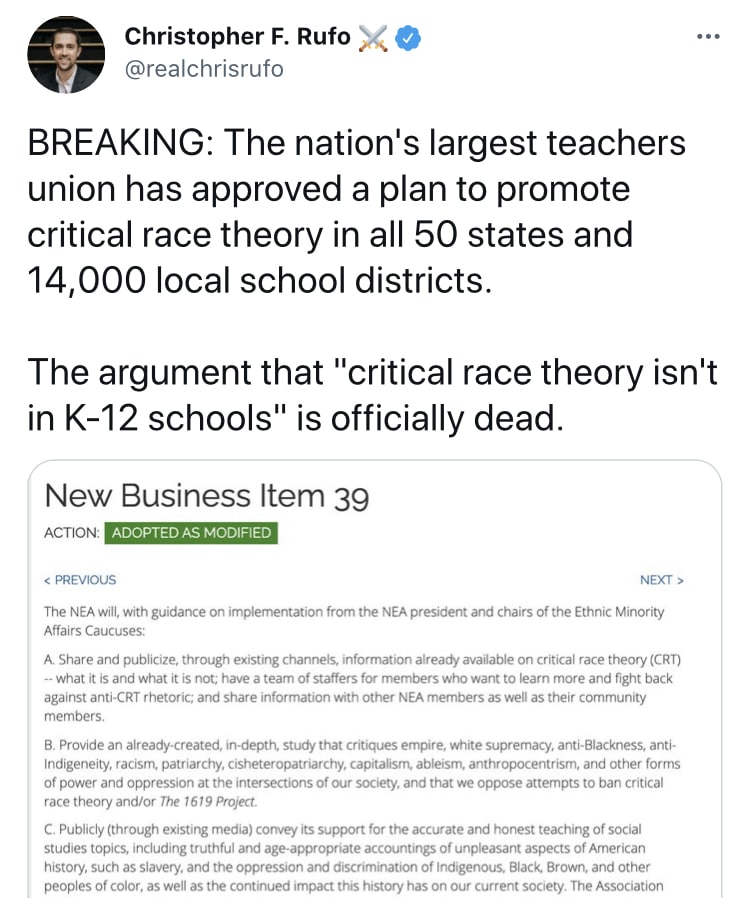 Christopher F. Rufo ⚔️
@realchrisrufo
BREAKING: The nation's largest teachers
union has approved a plan to promote
critical race theory in all 50 states and
14,000 local school districts.
The argument that "critical race theory isn't
in K-12 schools" is officially dead.
New Business Item 39
ACTION: ADOPTED AS MODIFIED
< PREVIOUS NEXT >
The NEA will, with guidance on implementation from the NEA president and chairs of the Ethnic Minority
Affairs Caucuses:
A. Share and publicize, through existing channels, information already available on critical race theory (CRT)
-- what it is and what it is not; have a team of staffers for members who want to learn more and fight back
against anti-CRT rhetoric; and share information with other NEA members as well as their community
members.
B. Provide an already-created, in-depth, study that critiques empire, white supremacy, anti-Blackness, anti-
Indigeneity, racism, patriarchy, cisheteropatriarchy, capitalism, ableism, anthropocentrism, and other forms
of power and oppression at the intersections of our society, and that we oppose attempts to ban critical
race theory and/or The 1619 Project.
C. Publicly (through existing media) convey its support for the accurate and honest teaching of social
studies topics, including truthful and age-appropriate accountings of unpleasant aspects of American
history, such as slavery, and the oppression and discrimination of Indigenous, Black, Brown, and other
peoples of color, as well as the continued impact this history has on our current society. The Association